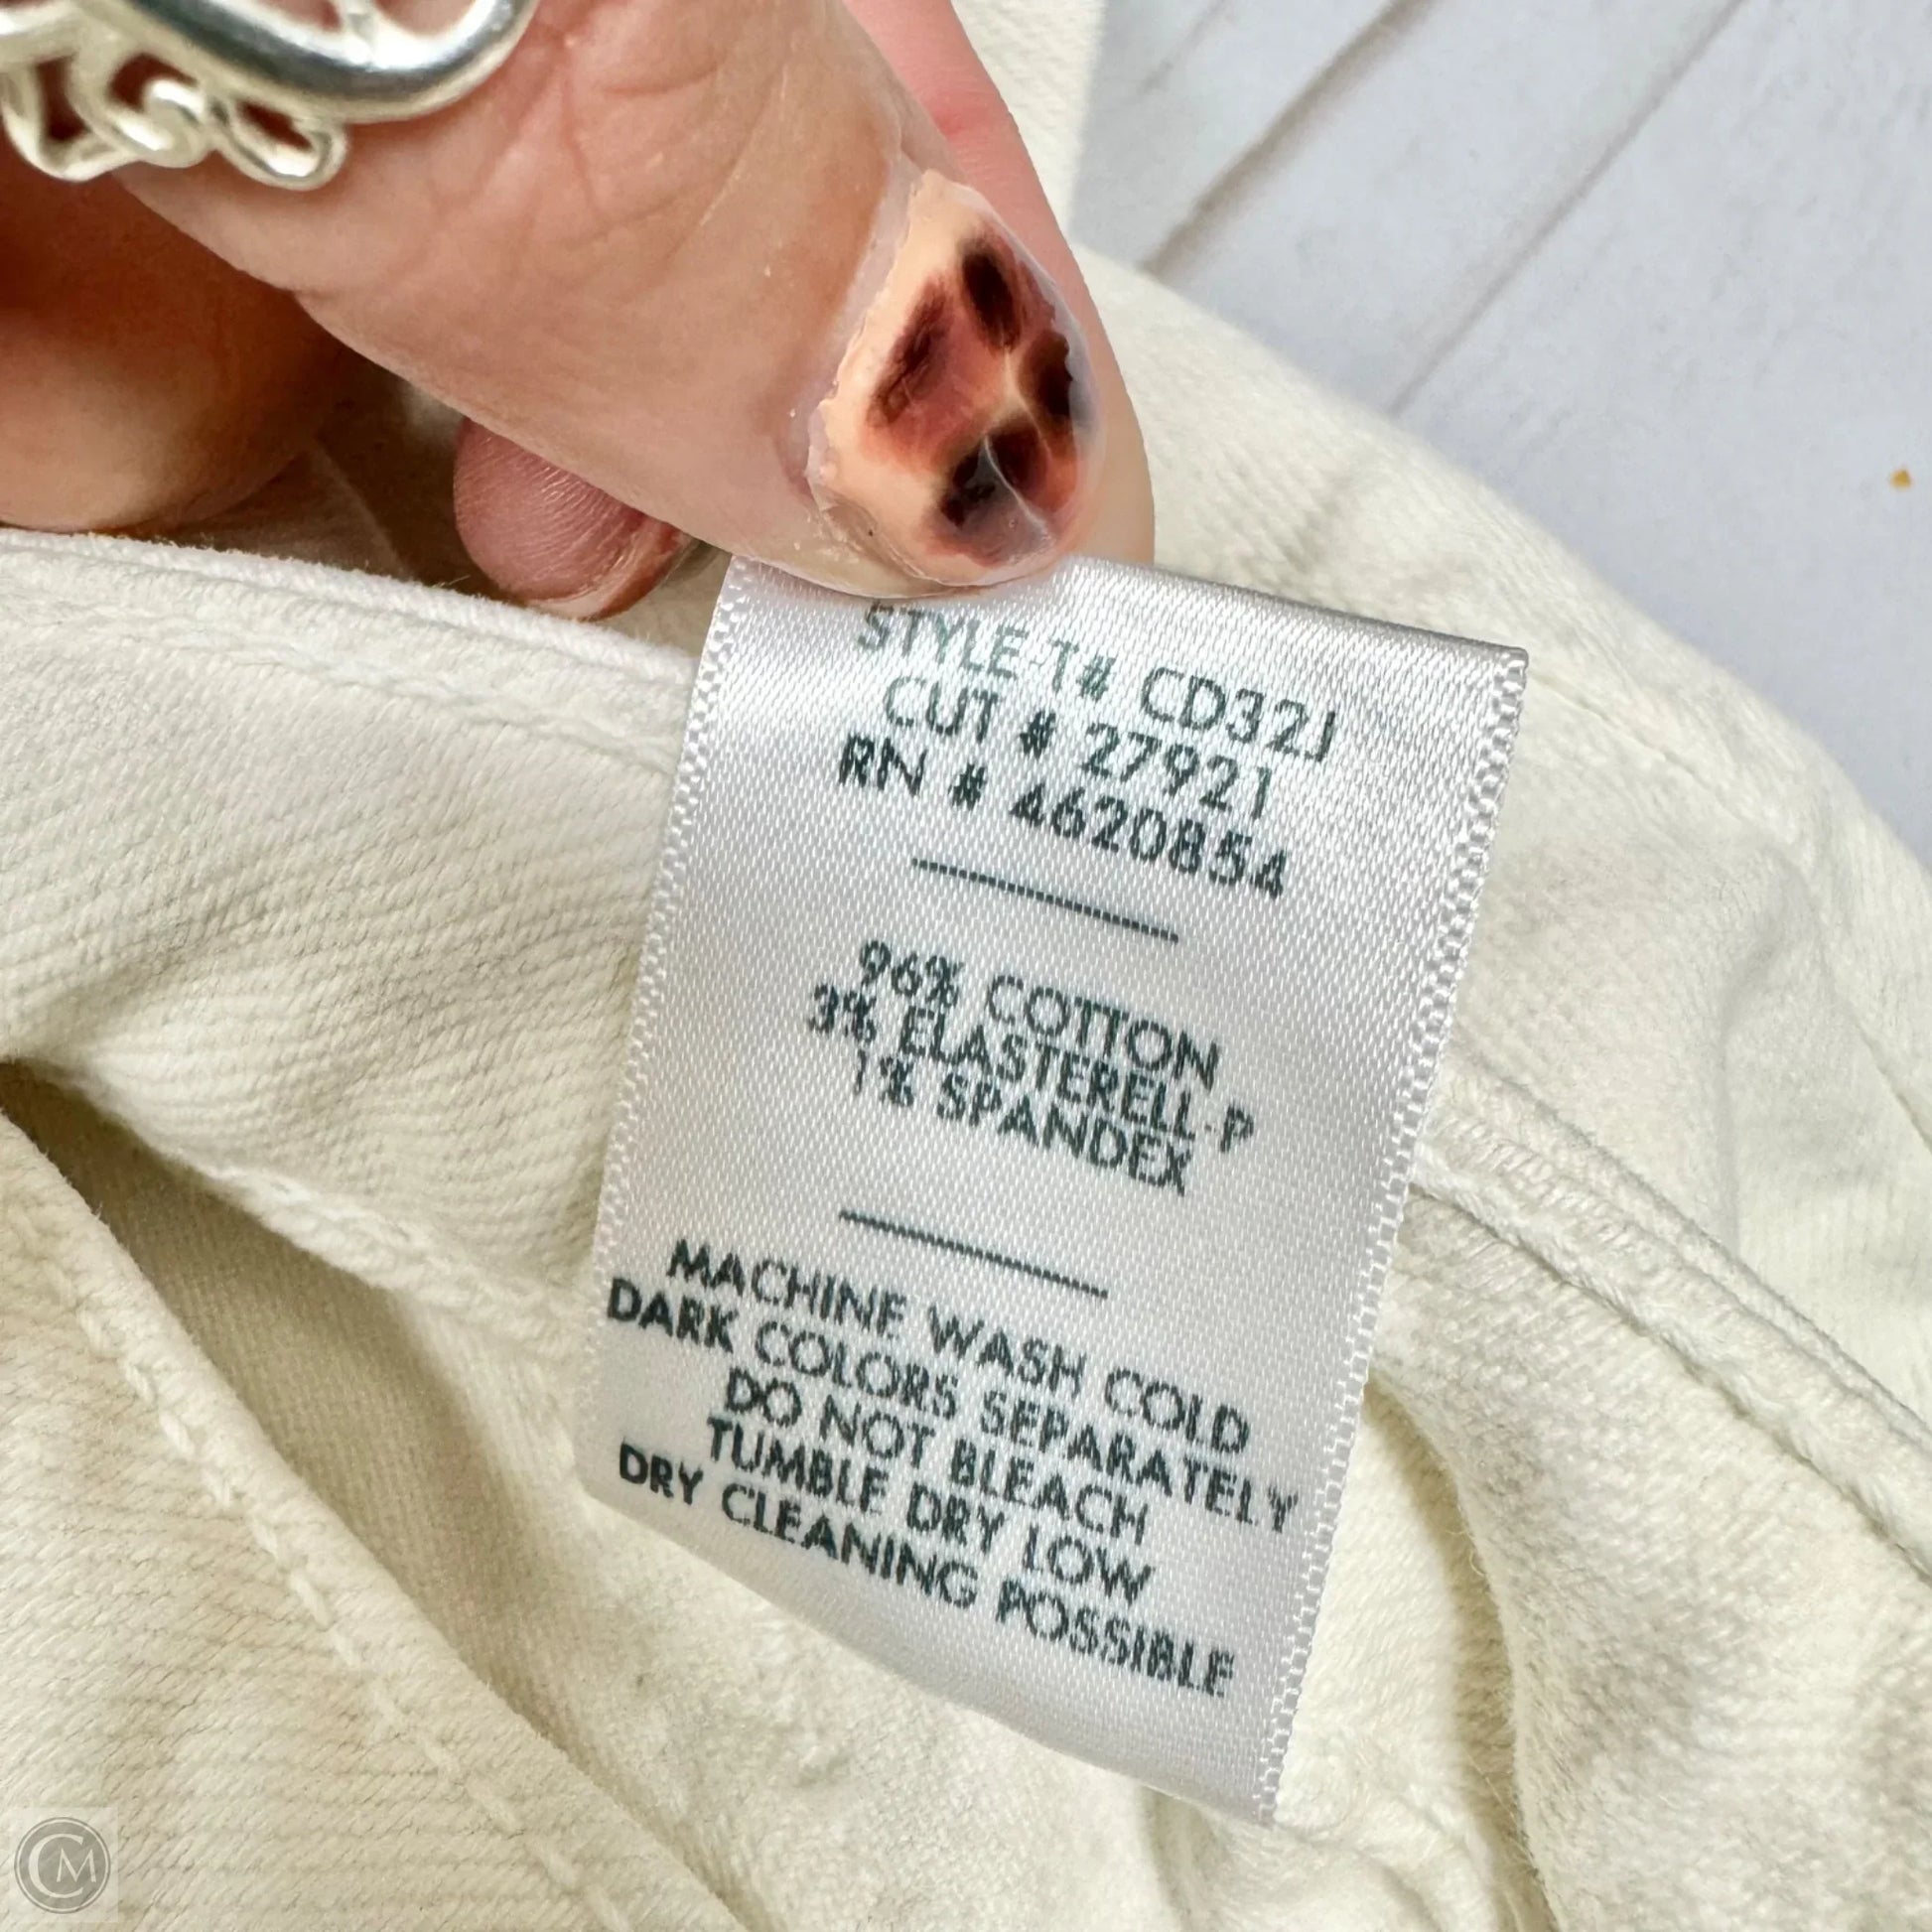 STYLE-T# CD32J
CUT # 27921
RN # 4620854
96% COTTON
3% ELASTERELL-P
1% SPANDEX
MACHINE WASH COLD
DARK COLORS SEPARATELY
DO NOT BLEACH
TUMBLE DRY LOW
DRY CLEANING POSSIBLE
CM